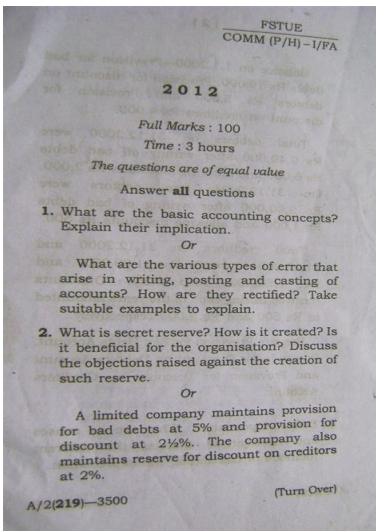 FSTUE
COMM (P/H)–I/FA
2012
Full Marks : 100
Time : 3 hours
The questions are of equal value
Answer all questions
1. What are the basic accounting concepts?
Explain their implication.
Or
What are the various types of error that
arise in writing, posting and casting of
accounts? How are they rectified? Take
suitable examples to explain.
2. What is secret reserve? How is it created? Is
it beneficial for the organisation? Discuss
the objections raised against the creation of
such reserve.
Or
A limited company maintains provision
for bad debts at 5% and provision for
discount at 2½%. The company also
maintains reserve for discount on creditors
at 2%.
A/2(219)—3500
(Turn Over)